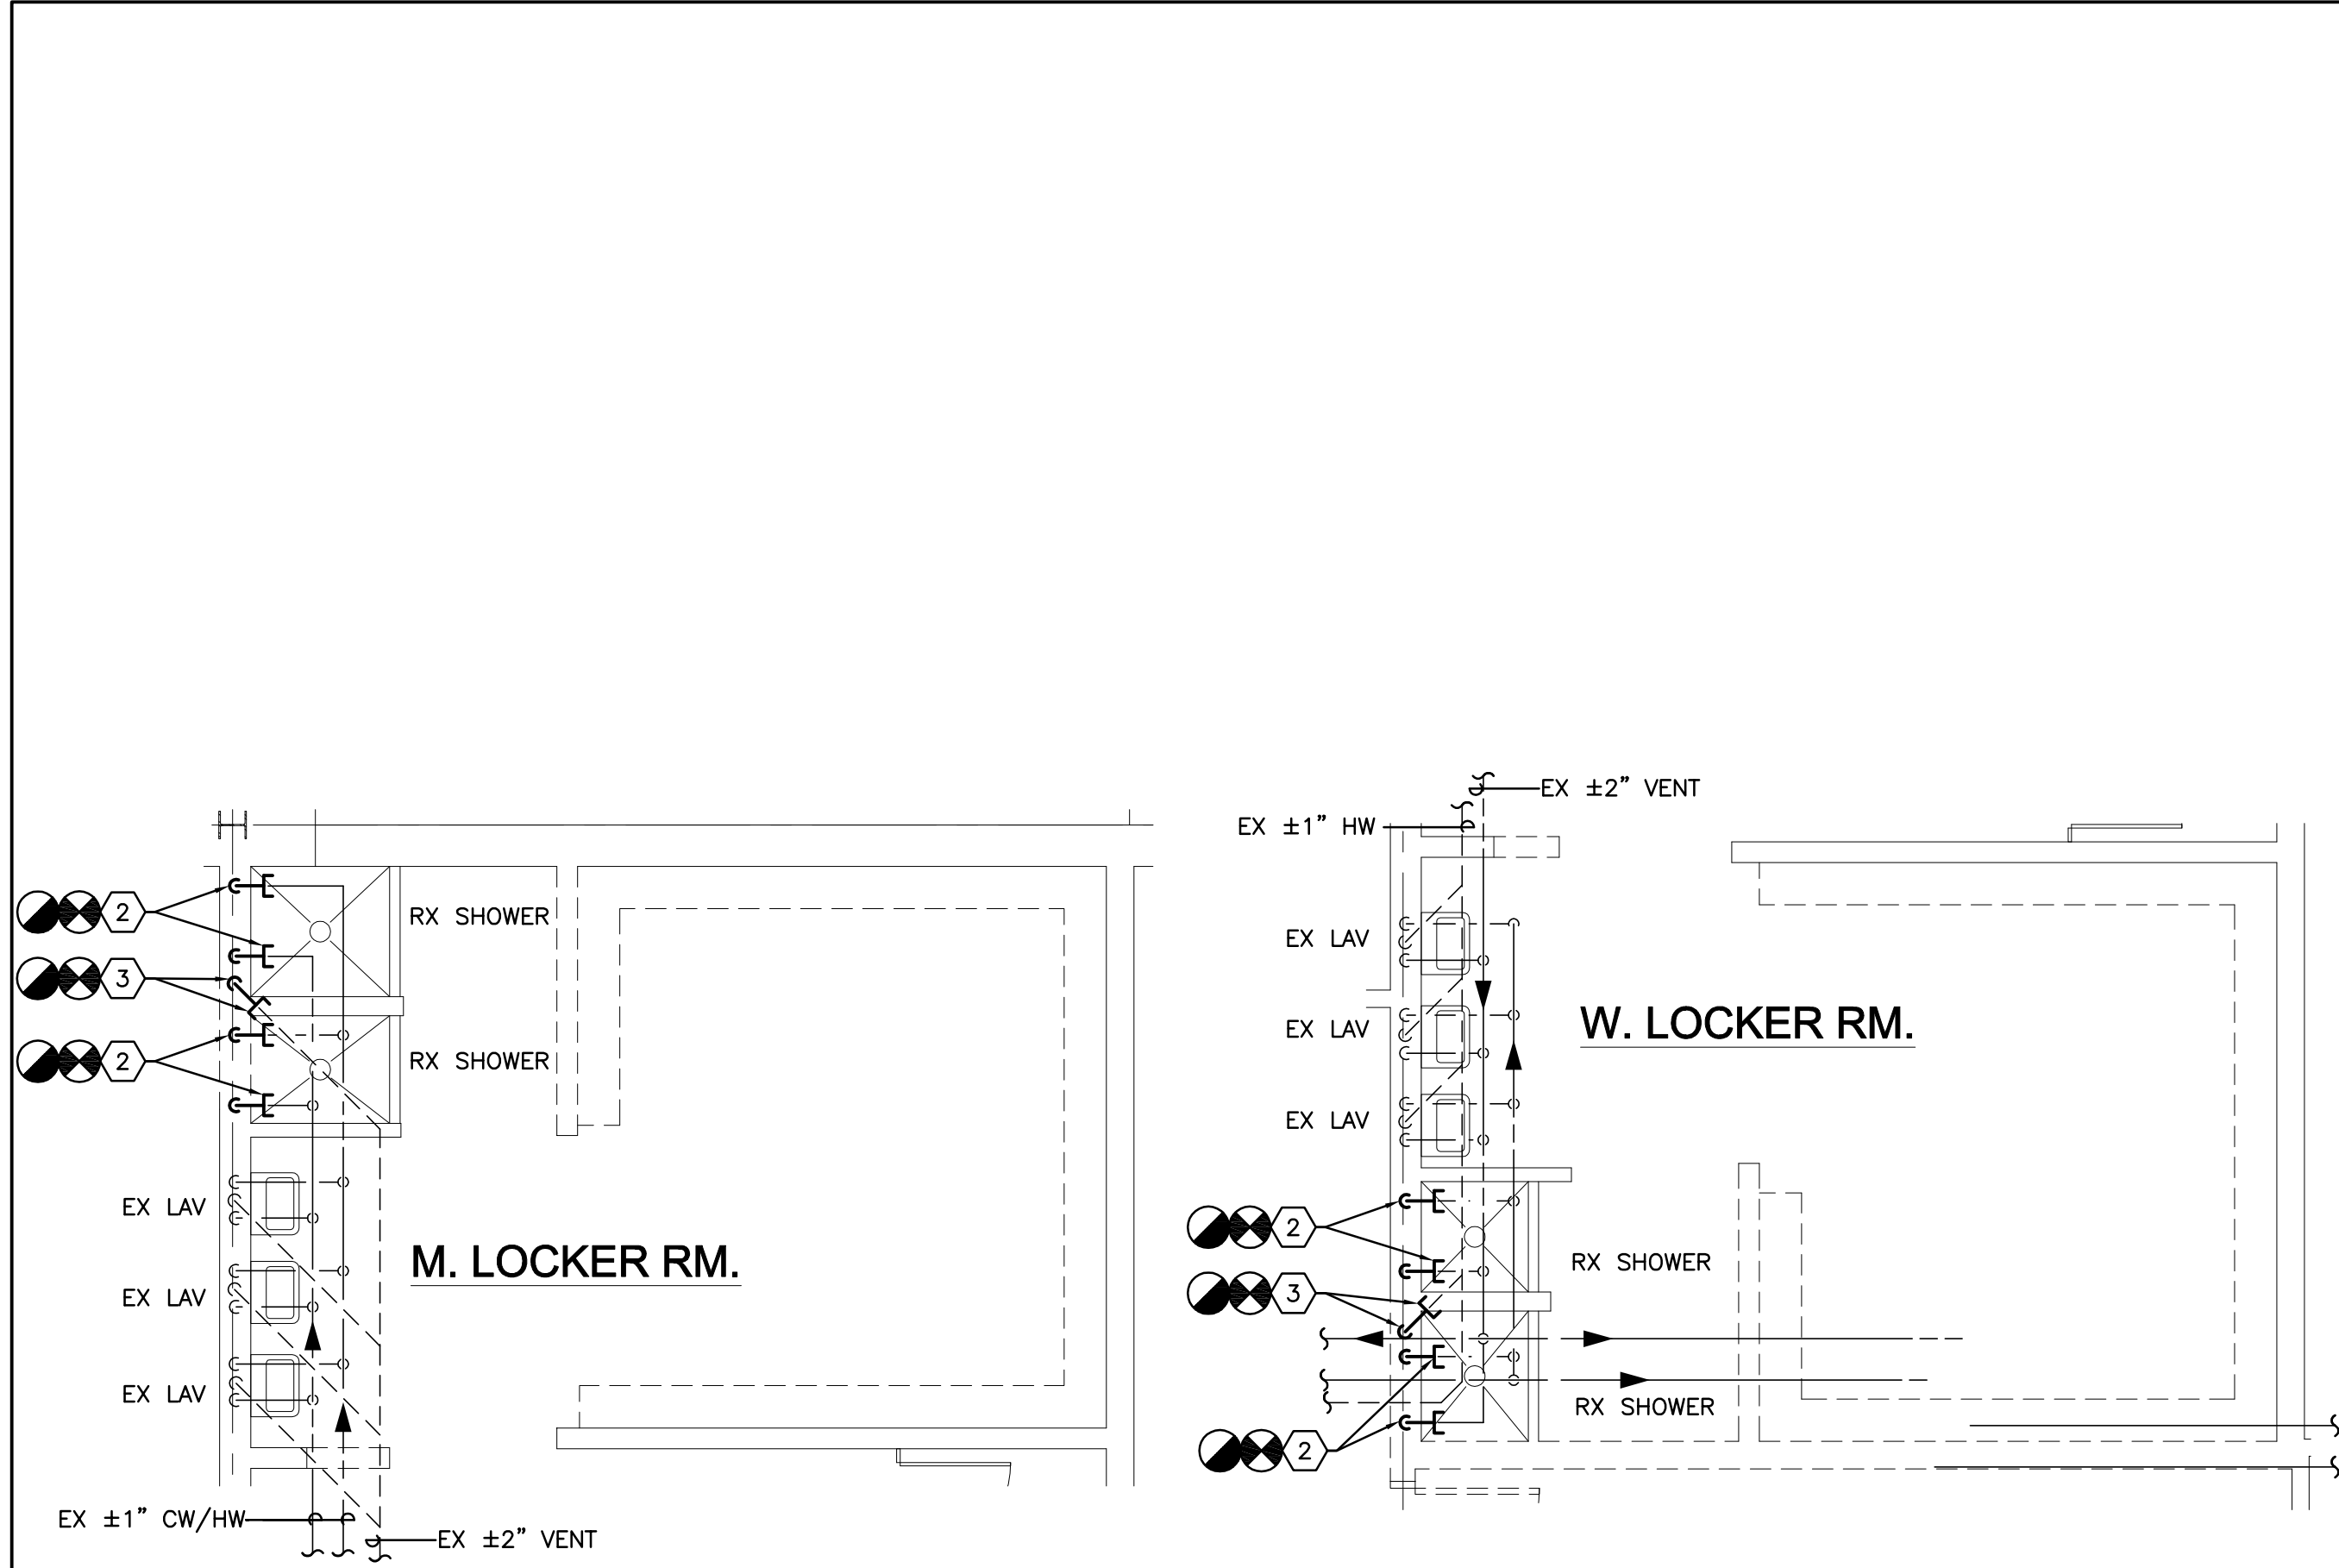 EX ±2” VENT
EX ±1” HW
2
RX SHOWER
EX LAV
3
W. LOCKER RM.
EX LAV
2
RX SHOWER
EX LAV
EX LAV
2
M. LOCKER RM.
RX SHOWER
EX LAV
3
EX LAV
RX SHOWER
2
EX ±1” CW/HW
EX ±2” VENT